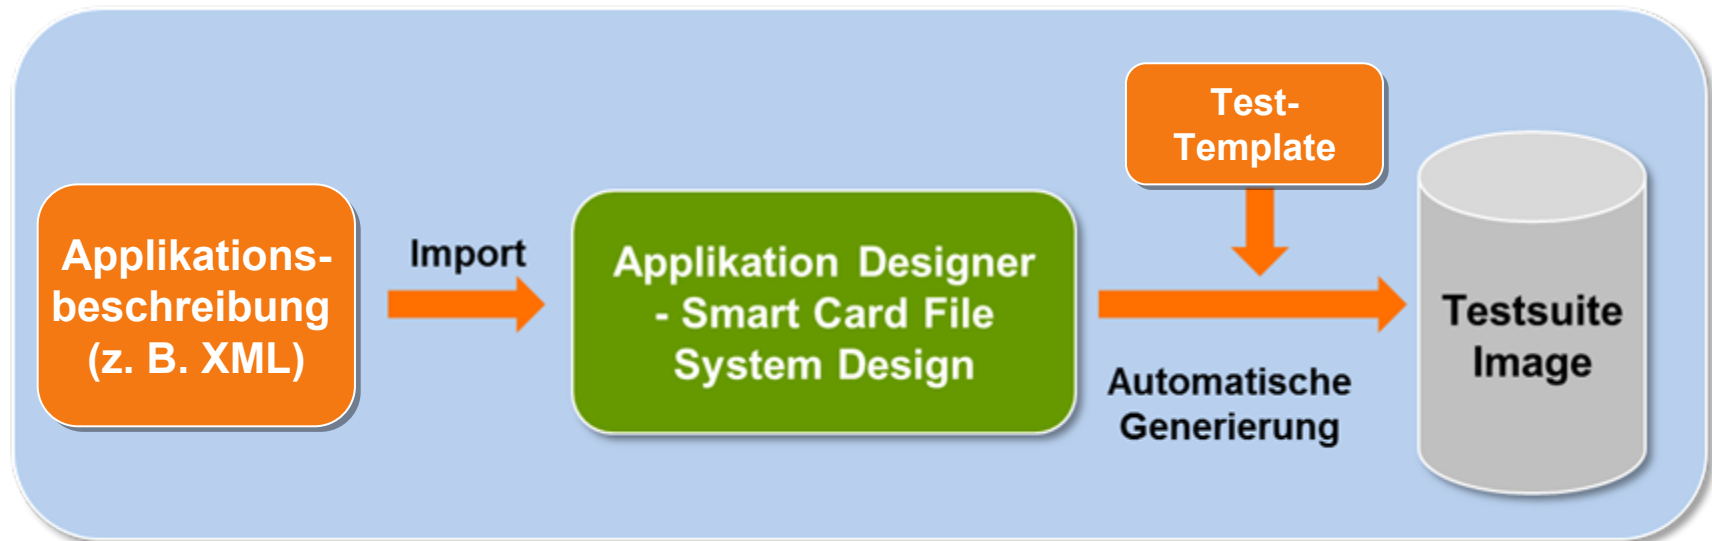 Applikations-
beschreibung
(z. B. XML)
Import
Applikation Designer
- Smart Card File
System Design
Test-
Template
Automatische
Generierung
Testsuite
Image